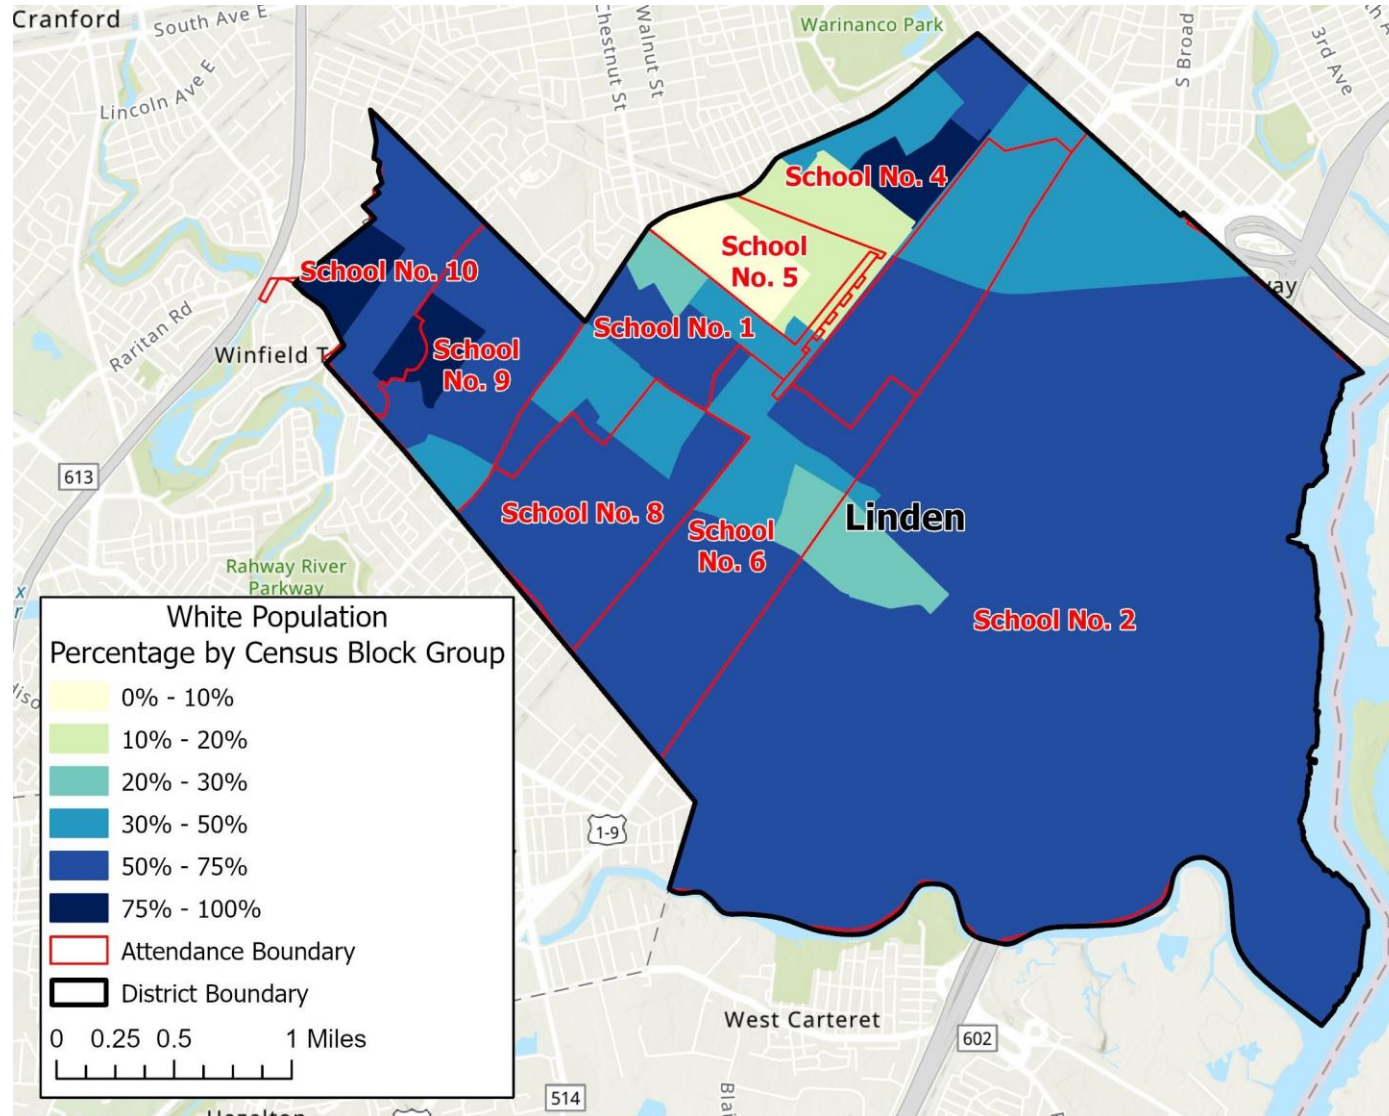 Cranford
South Ave E
Chestnut St
Walnut St
Warinanco Park
S Broad
3rd Ave
Lincoln Ave E
School No. 4
School
No. 5
School No. 10
way
Raritan Rd
School No. 1
Winfield T
School
No. 9
613
School No. 8
Linden
School
No. 6
Rahway River
Parkway
School No. 2
White Population
Percentage by Census Block Group
0% - 10%
10% - 20%
20% - 30%
30% - 50%
50% - 75%
75% - 100%
Attendance Boundary
District Boundary
0 0.25 0.5 1 Miles
1-9
West Carteret
602
514
Blai